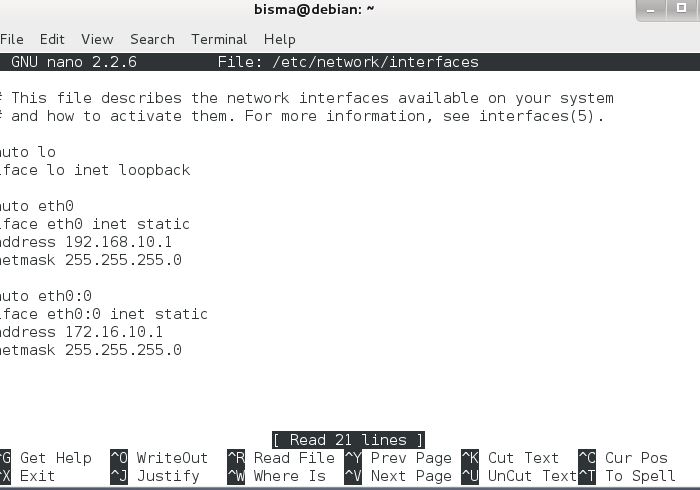 bisma@debian: ~
File Edit View Search Terminal Help
GNU nano 2.2.6 File: /etc/network/interfaces
# This file describes the network interfaces available on your system
# and how to activate them. For more information, see interfaces(5).
auto lo
iface lo inet loopback
auto eth0
iface eth0 inet static
address 192.168.10.1
netmask 255.255.255.0
auto eth0:0
iface eth0:0 inet static
address 172.16.10.1
netmask 255.255.255.0
[ Read 21 lines ]
^G Get Help ^O WriteOut ^R Read File ^Y Prev Page ^K Cut Text ^C Cur Pos
^X Exit ^J Justify ^W Where Is ^V Next Page ^U UnCut Text ^T To Spell